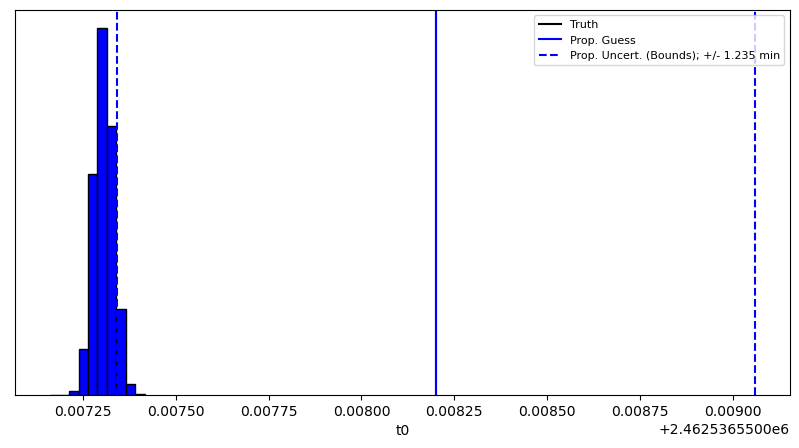 Truth
Prop. Guess
Prop. Uncert. (Bounds); +/- 1.235 min
0.00725 0.00750 0.00775 0.00800 0.00825 0.00850 0.00875 0.00900
t0
+2.4625365500e6